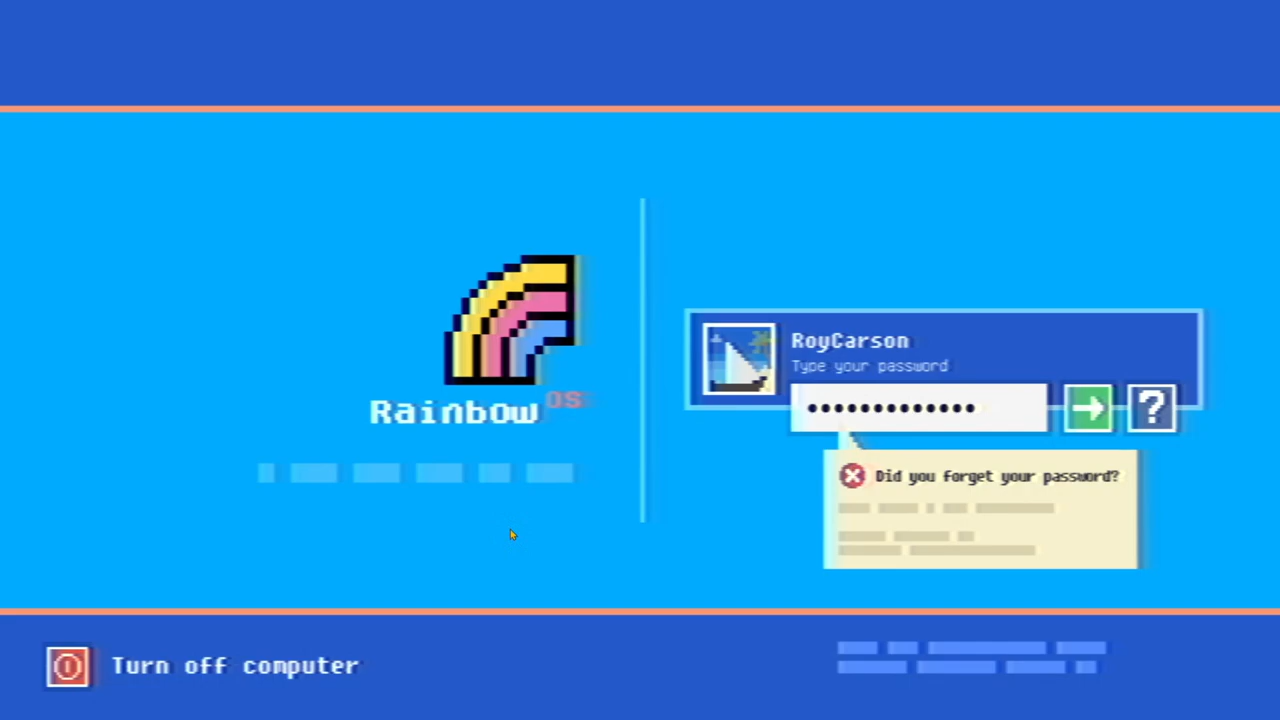 Rainbow OS
RoyCarson
Type your password
•••••••••••••
?
Did you forget your password?
Turn off computer